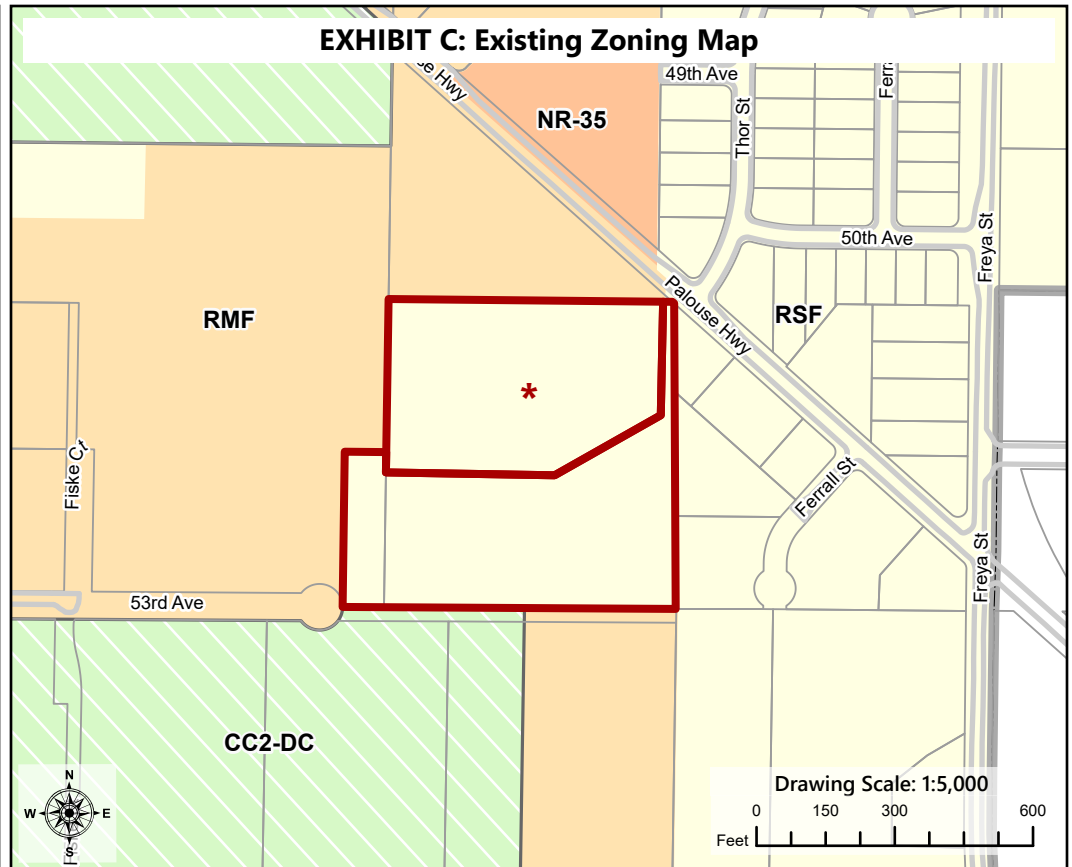 EXHIBIT C: Existing Zoning Map
se Hwy
49th Ave
Ferra
NR-35
Thor St
50th Ave
Freya St
RMF
Palouse Hwy
RSF
*
Fiske Ct
Ferrall St
Freya St
53rd Ave
CC2-DC
N
W
E
S
Drawing Scale: 1:5,000
0 150 300 600
Feet